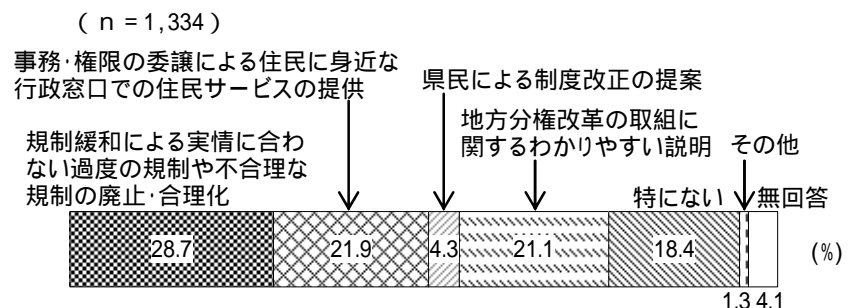 (n=1,334)
事務・権限の委譲による住民に身近な
行政窓口での住民サービスの提供
県民による制度改正の提案
地方分権改革の取組に
関するわかりやすい説明
その他
規制緩和による実情に合わ
ない過度の規制や不合理な
規制の廃止・合理化
特にない
無回答
28.7
21.9
4.3
21.1
18.4
(%)
1.3
4.1